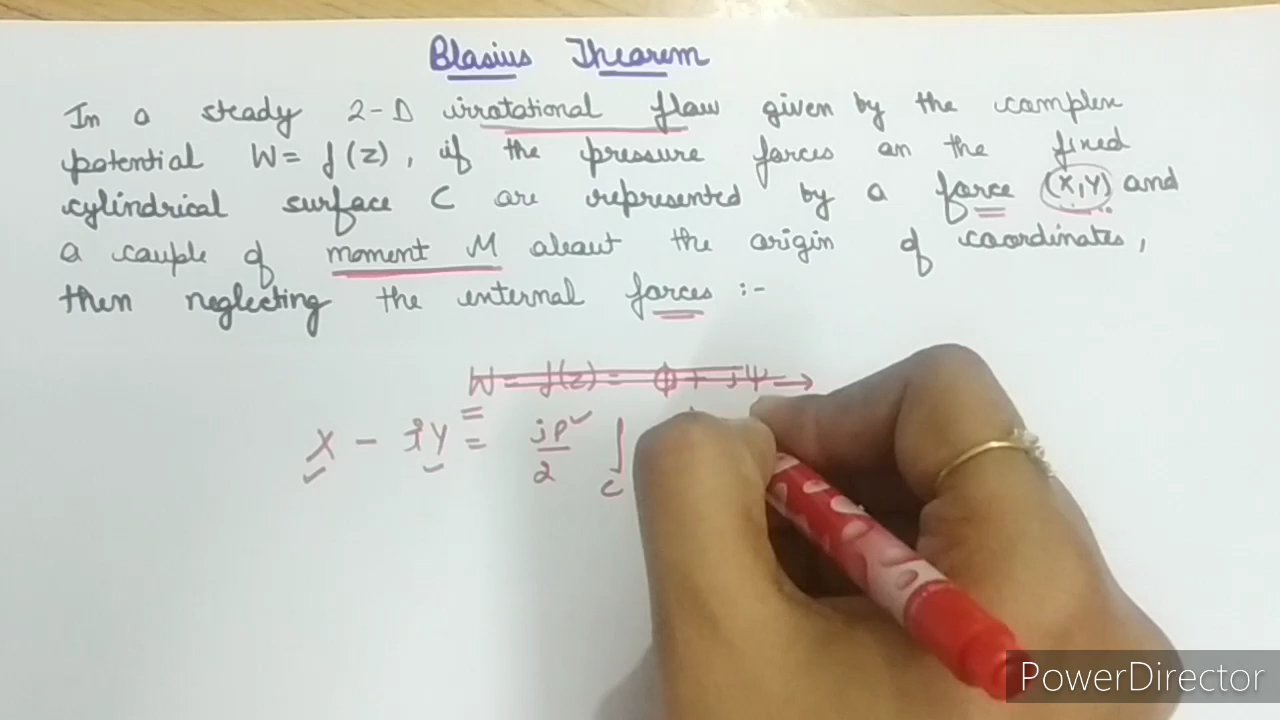 Blasius Theorem
In a steady 2-D irrotational flow given by the complex
potential W = f(z), if the pressure forces on the fixed
cylindrical surface C are represented by a force (X,Y) and
a couple of moment M about the origin of coordinates,
then neglecting the external forces :-
W = f(z) = ϕ + iψ →
X - iY = iρ/2 ∫c
PowerDirector